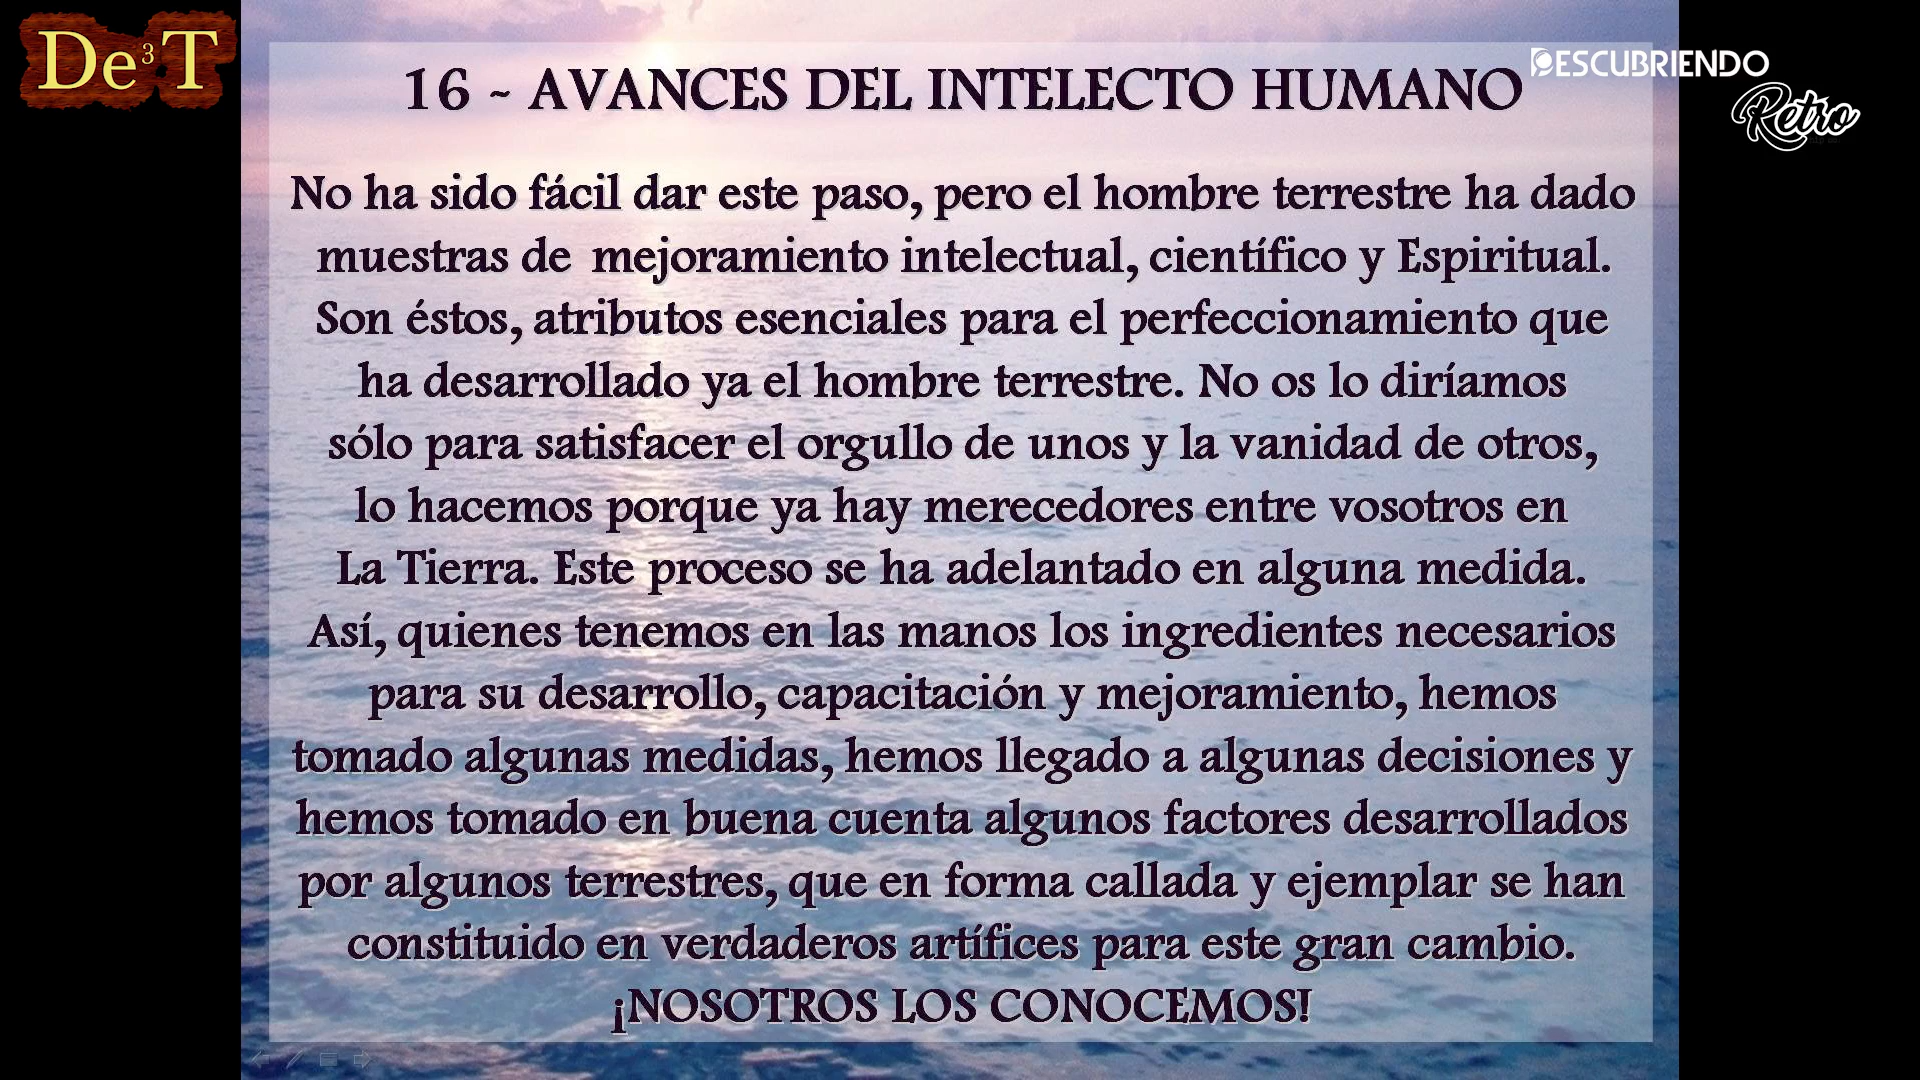 De³T
DESCUBRIENDO
Retro
16 - AVANCES DEL INTELECTO HUMANO
No ha sido fácil dar este paso, pero el hombre terrestre ha dado
muestras de mejoramiento intelectual, científico y Espiritual.
Son éstos, atributos esenciales para el perfeccionamiento que
ha desarrollado ya el hombre terrestre. No os lo diríamos
sólo para satisfacer el orgullo de unos y la vanidad de otros,
lo hacemos porque ya hay merecedores entre vosotros en
La Tierra. Este proceso se ha adelantado en alguna medida.
Así, quienes tenemos en las manos los ingredientes necesarios
para su desarrollo, capacitación y mejoramiento, hemos
tomado algunas medidas, hemos llegado a algunas decisiones y
hemos tomado en buena cuenta algunos factores desarrollados
por algunos terrestres, que en forma callada y ejemplar se han
constituido en verdaderos artífices para este gran cambio.
¡NOSOTROS LOS CONOCEMOS!